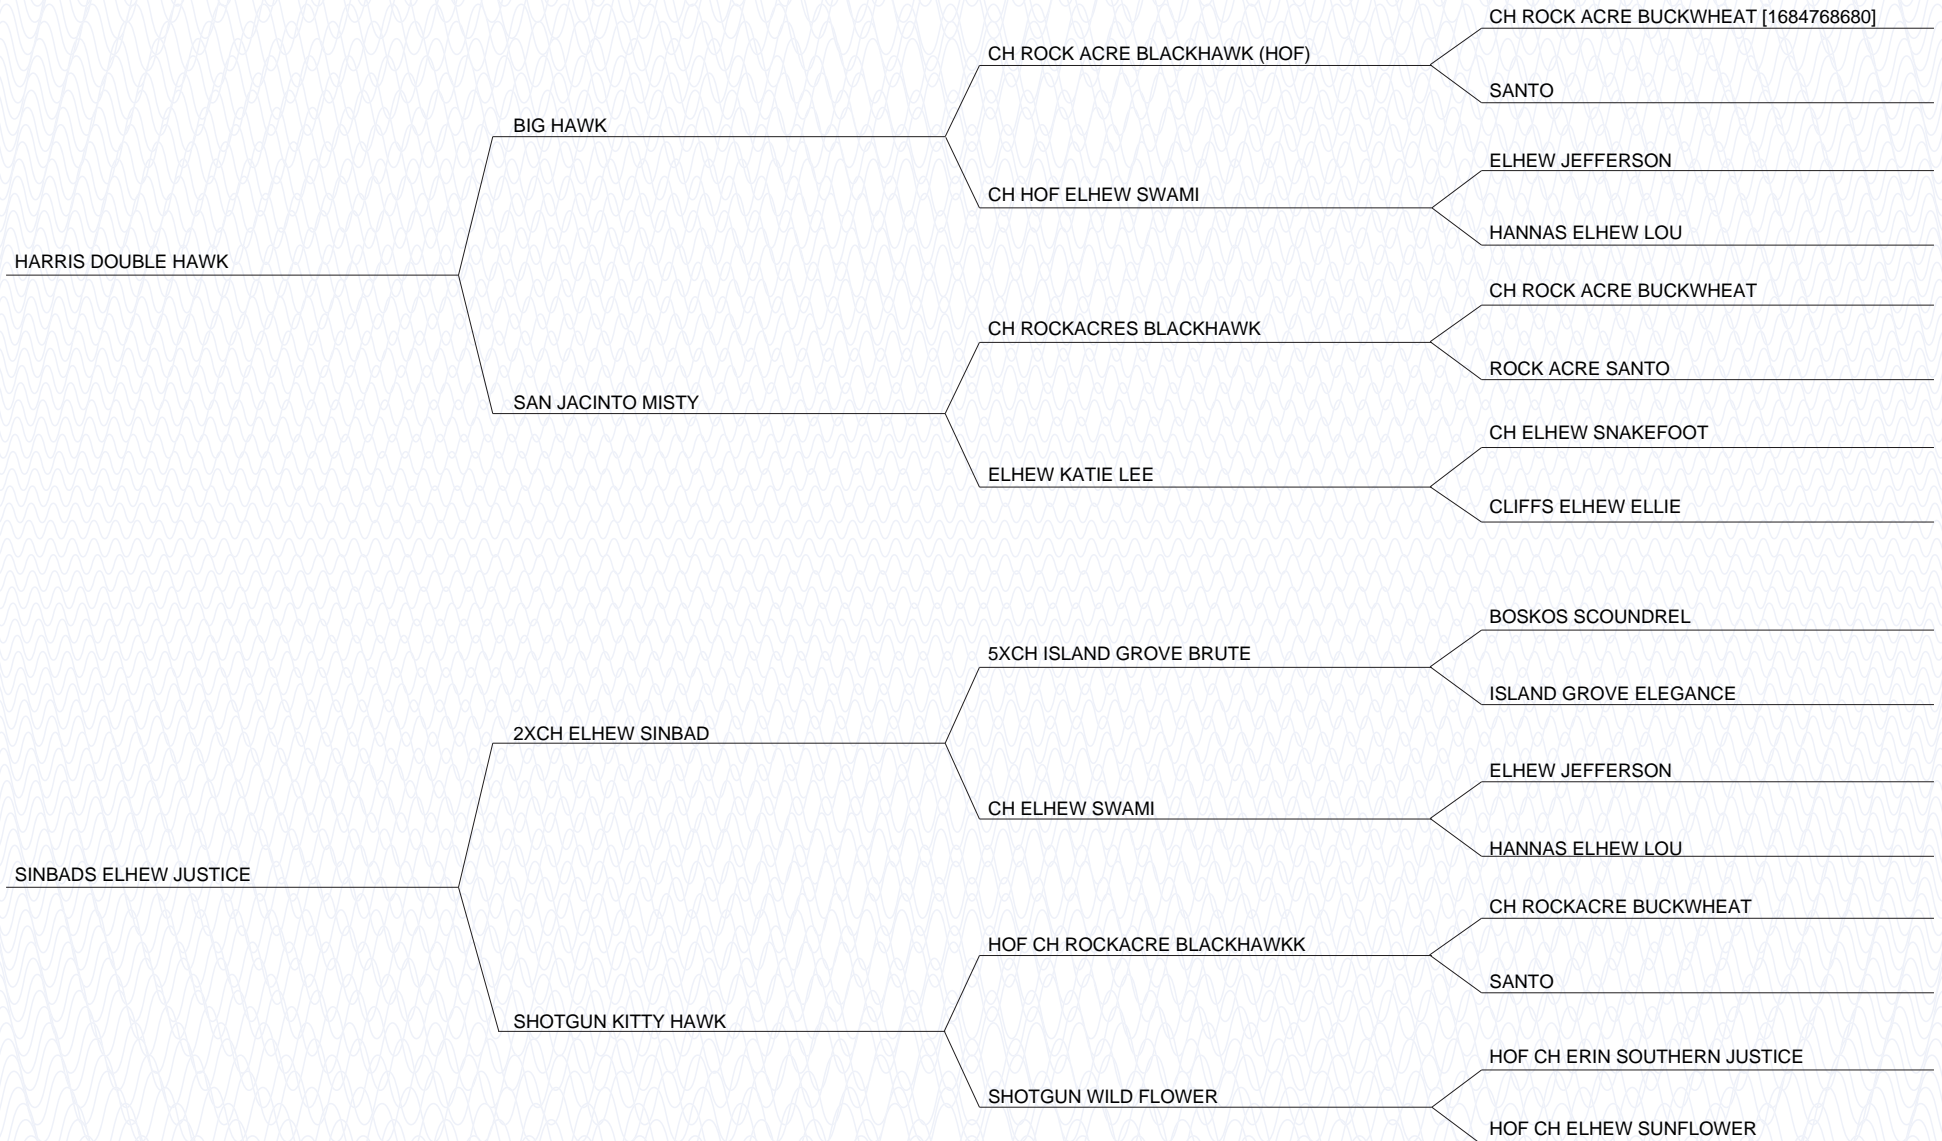 CH ROCK ACRE BUCKWHEAT [1684768680]
CH ROCK ACRE BLACKHAWK (HOF)
SANTO
BIG HAWK
ELHEW JEFFERSON
CH HOF ELHEW SWAMI
HANNAS ELHEW LOU
HARRIS DOUBLE HAWK
CH ROCK ACRE BUCKWHEAT
CH ROCKACRES BLACKHAWK
ROCK ACRE SANTO
SAN JACINTO MISTY
CH ELHEW SNAKEFOOT
ELHEW KATIE LEE
CLIFFS ELHEW ELLIE
BOSKOS SCOUNDREL
5XCH ISLAND GROVE BRUTE
ISLAND GROVE ELEGANCE
2XCH ELHEW SINBAD
ELHEW JEFFERSON
CH ELHEW SWAMI
HANNAS ELHEW LOU
SINBADS ELHEW JUSTICE
CH ROCKACRE BUCKWHEAT
HOF CH ROCKACRE BLACKHAWKK
SANTO
SHOTGUN KITTY HAWK
HOF CH ERIN SOUTHERN JUSTICE
SHOTGUN WILD FLOWER
HOF CH ELHEW SUNFLOWER